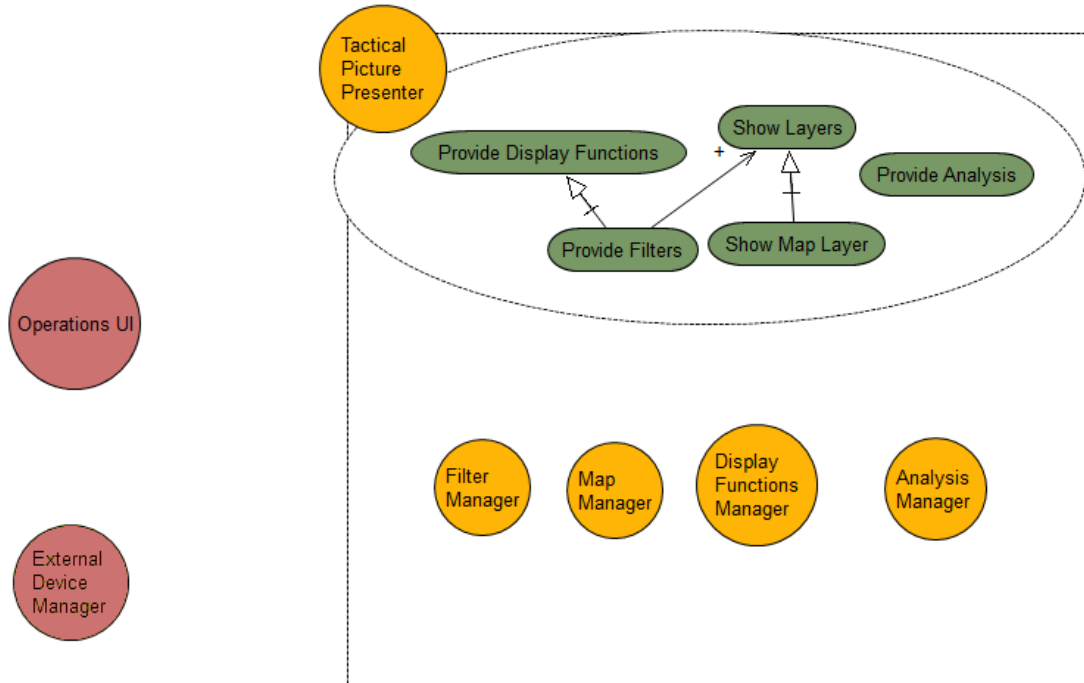 Tactical
Picture
Presenter
Show Layers
+
Provide Display Functions
Provide Analysis
Provide Filters
Show Map Layer
Operations UI
Filter
Manager
Map
Manager
Display
Functions
Manager
Analysis
Manager
External
Device
Manager